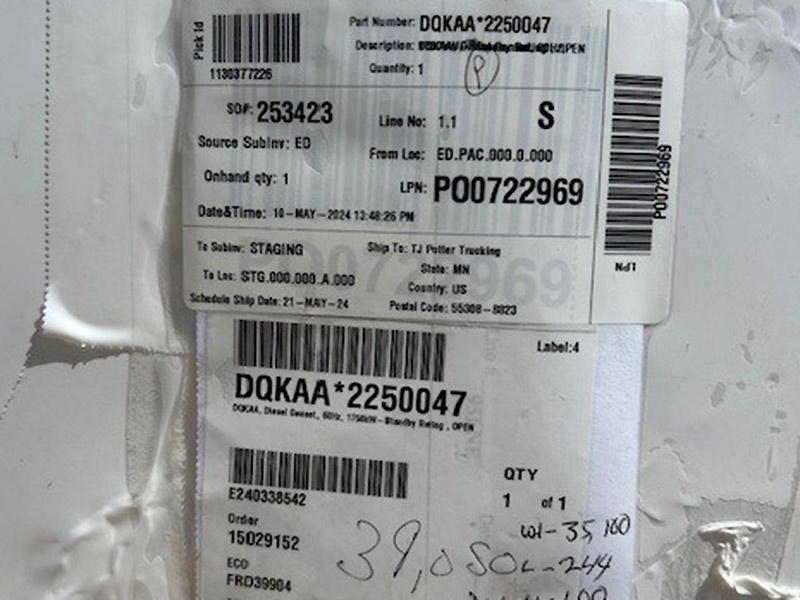 Pick Id
1130377226
Part Number: DQKAA*2250047
Description:
Quantity: 1
P
SO#: 253423
Line No: 1.1
S
Source Subinv: ED
From Loc: ED.PAC.000.0.000
Onhand qty: 1
LPN: PO0722969
Date&Time: 10-MAY-2024 13:48:26 PM
PO0722969
LPN
To Subinv: STAGING
Ship To: TJ Potter Trucking
State: MN
To Loc: STG.000.000.A.000
Country: US
Schedule Ship Date: 21-MAY-24
Postal Code: 55308-8823
Label:4
DQKAA*2250047
DQKAA, Diesel Genset, 60Hz, 1750kW-Standby Rating, OPEN
E240338542
QTY
1 of 1
Order
15029152
ECO
FRD39904
39,050